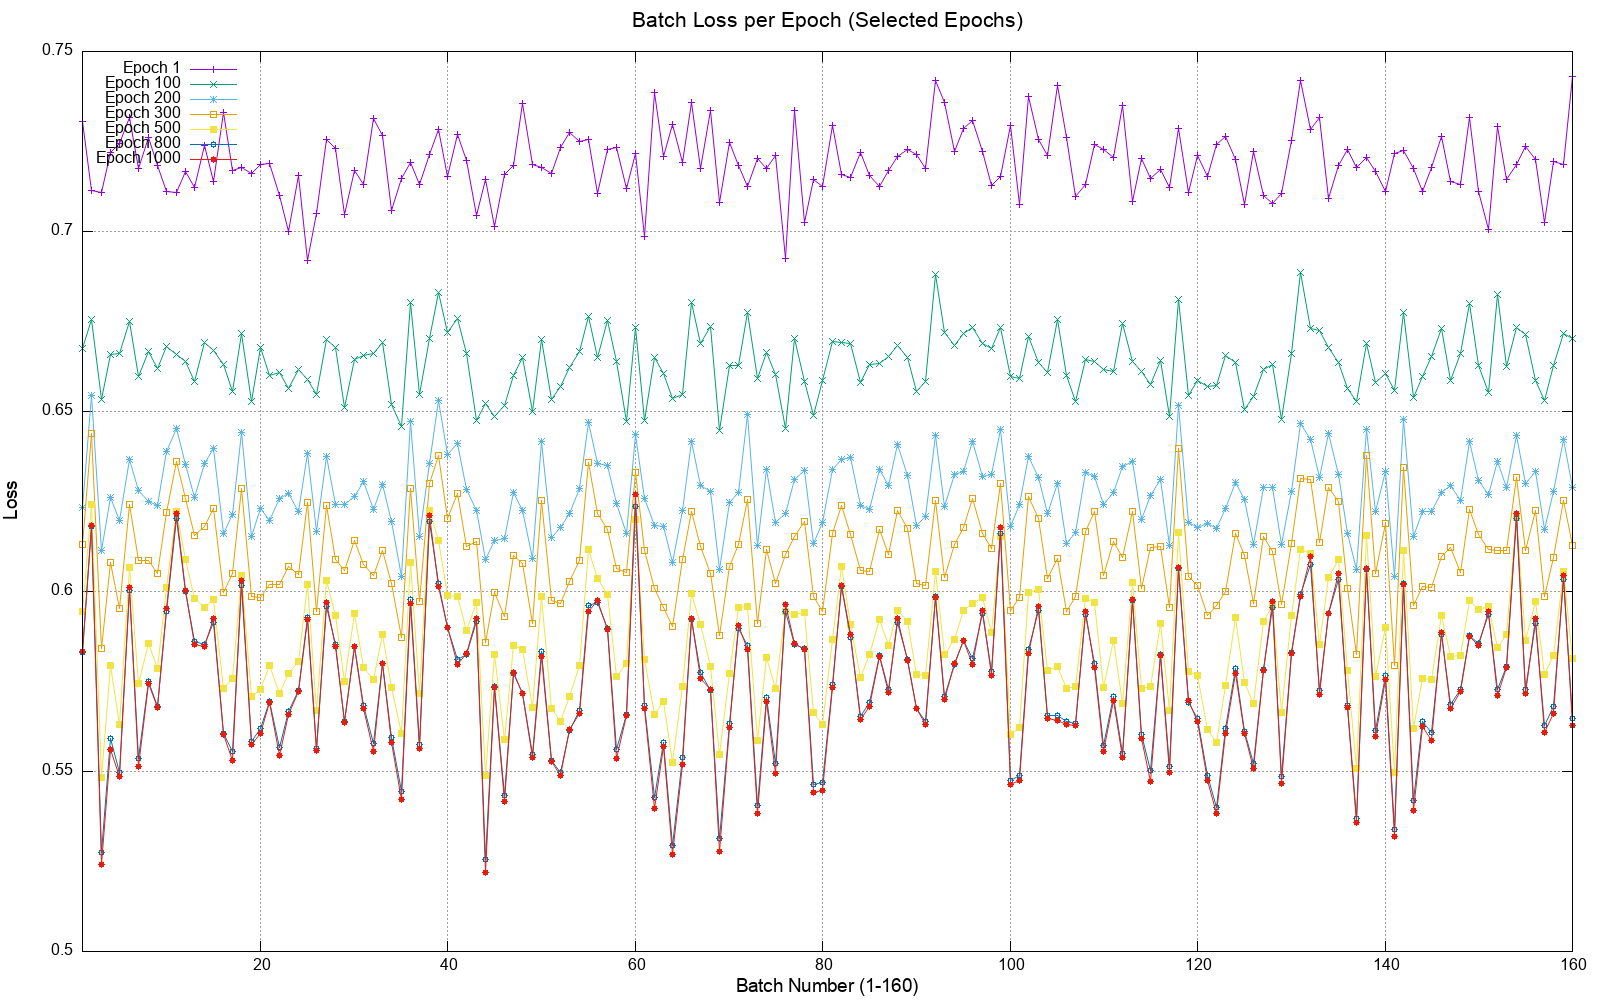 Batch Loss per Epoch (Selected Epochs)
0.75
0.7
0.65
0.6
0.55
0.5
Loss
Epoch 1
Epoch 100
Epoch 200
Epoch 300
Epoch 500
Epoch 800
Epoch 1000
20
40
60
80
100
120
140
160
Batch Number (1-160)